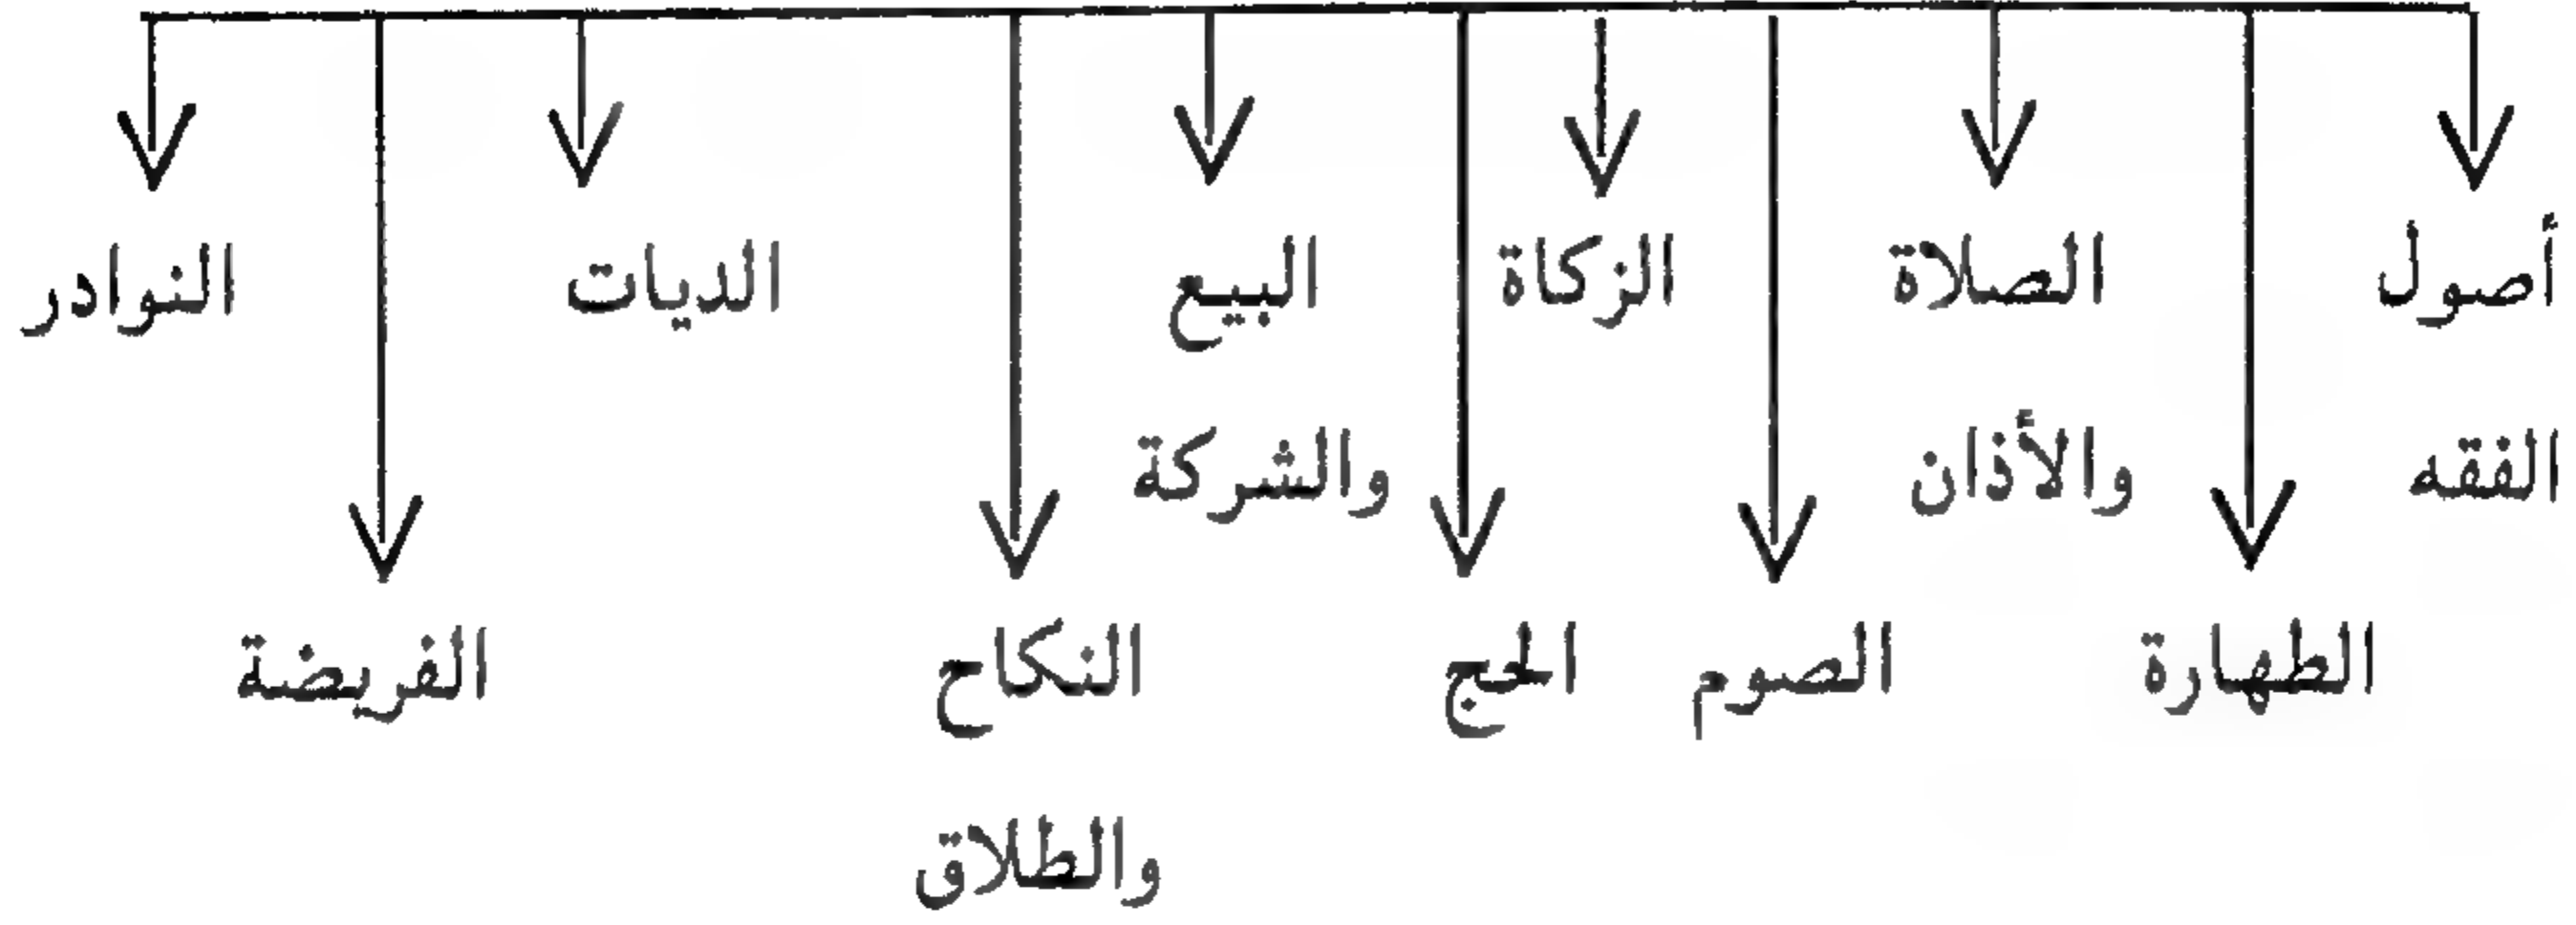 أصول
الفقه
الطهارة
الصلاة
والأذان
الصوم
الزكاة
الحج
البيع
والشركة
النكاح
والطلاق
الديات
الفريضة
النوادر